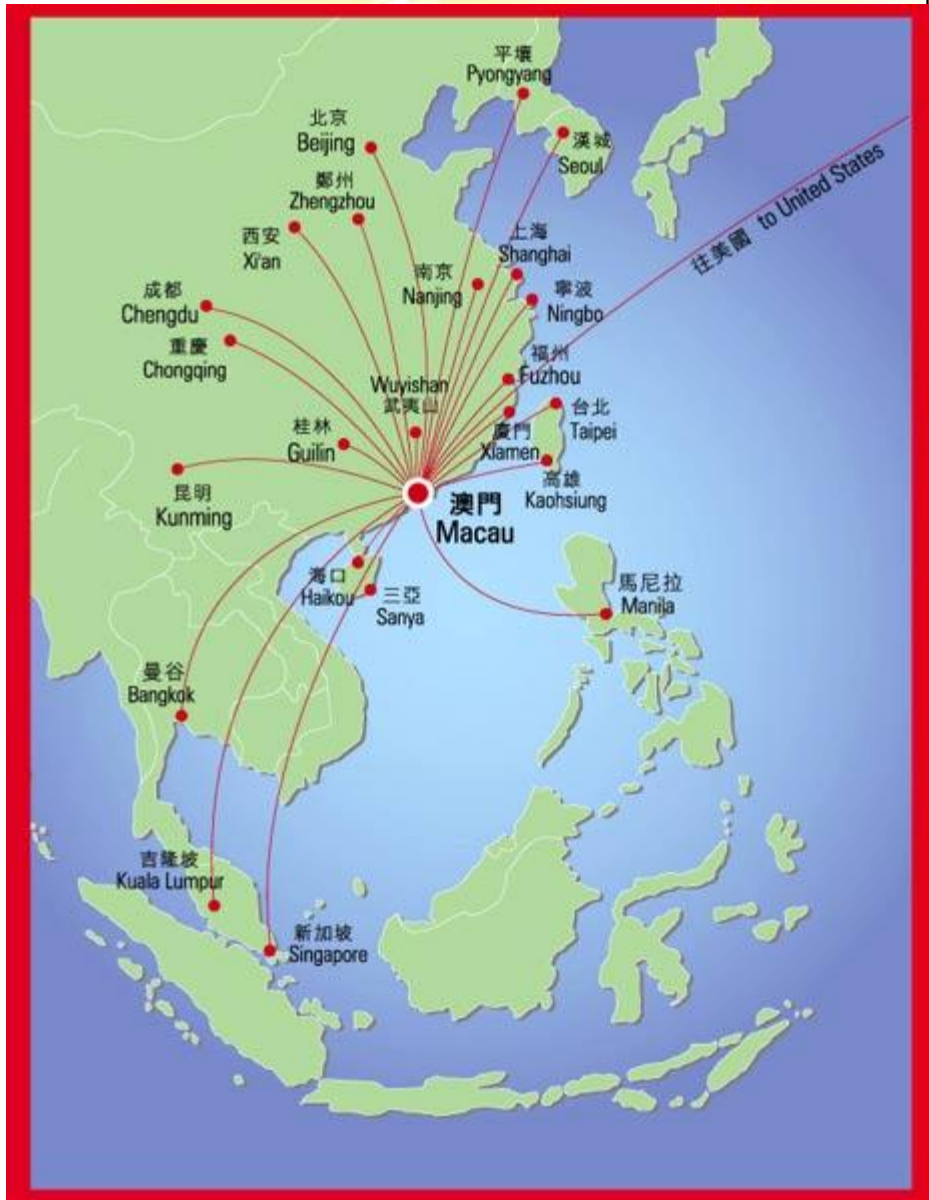 平壤
Pyongyang
北京
Beijing
漢城
Seoul
鄭州
Zhengzhou
西安
Xi'an
上海
Shanghai
往美國 to United States
南京
Nanjing
寧波
Ningbo
成都
Chengdu
重慶
Chongqing
福州
Fuzhou
Wuyishan
武夷山
台北
Taipei
桂林
Guilin
廈門
Xiamen
高雄
Kaohsiung
昆明
Kunming
澳門
Macau
海口
Haikou
三亞
Sanya
馬尼拉
Manila
曼谷
Bangkok
吉隆坡
Kuala Lumpur
新加坡
Singapore